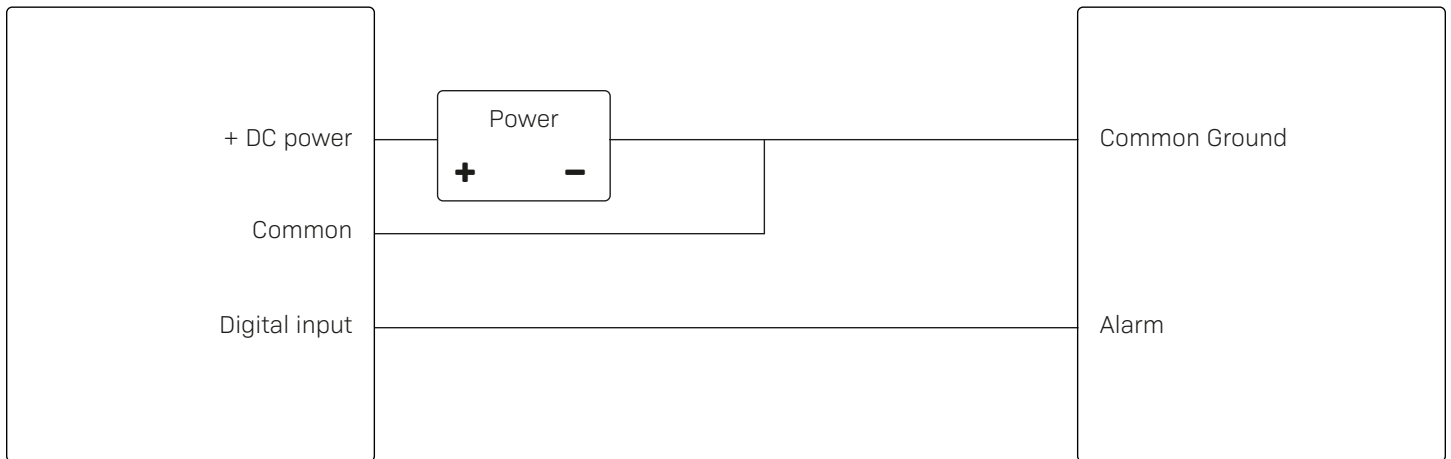 Power
+ DC power
Common Ground
+ −
Common
Digital input
Alarm